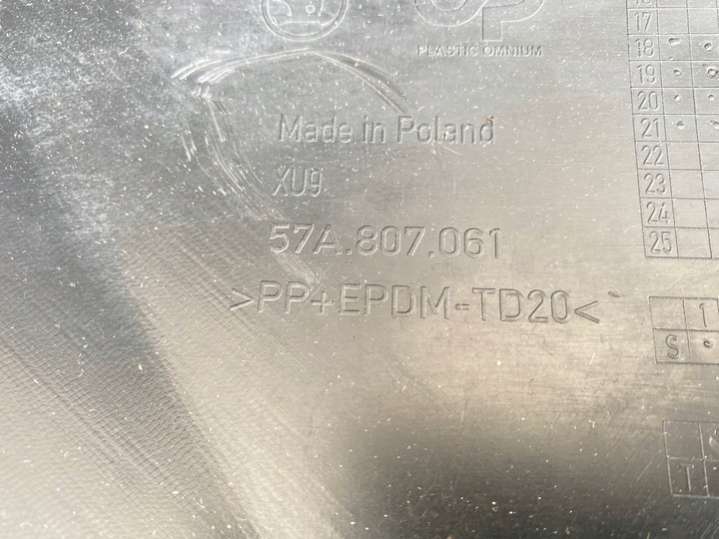 PLASTIC OMNIUM
Made in Poland
XU9
57A.807.061
>PP+EPDM-TD20<
17
18
19
20
21
22
23
24
25
1
S
T